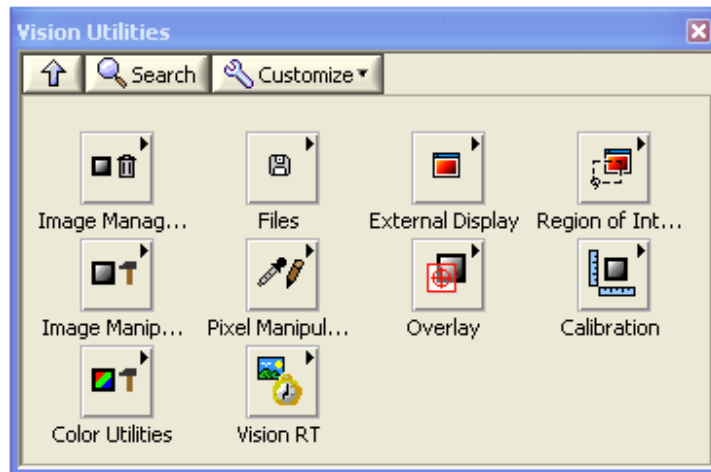 Vision Utilities
Search Customize
Image Manag... Files External Display Region of Int...
Image Manip... Pixel Manipul... Overlay Calibration
Color Utilities Vision RT